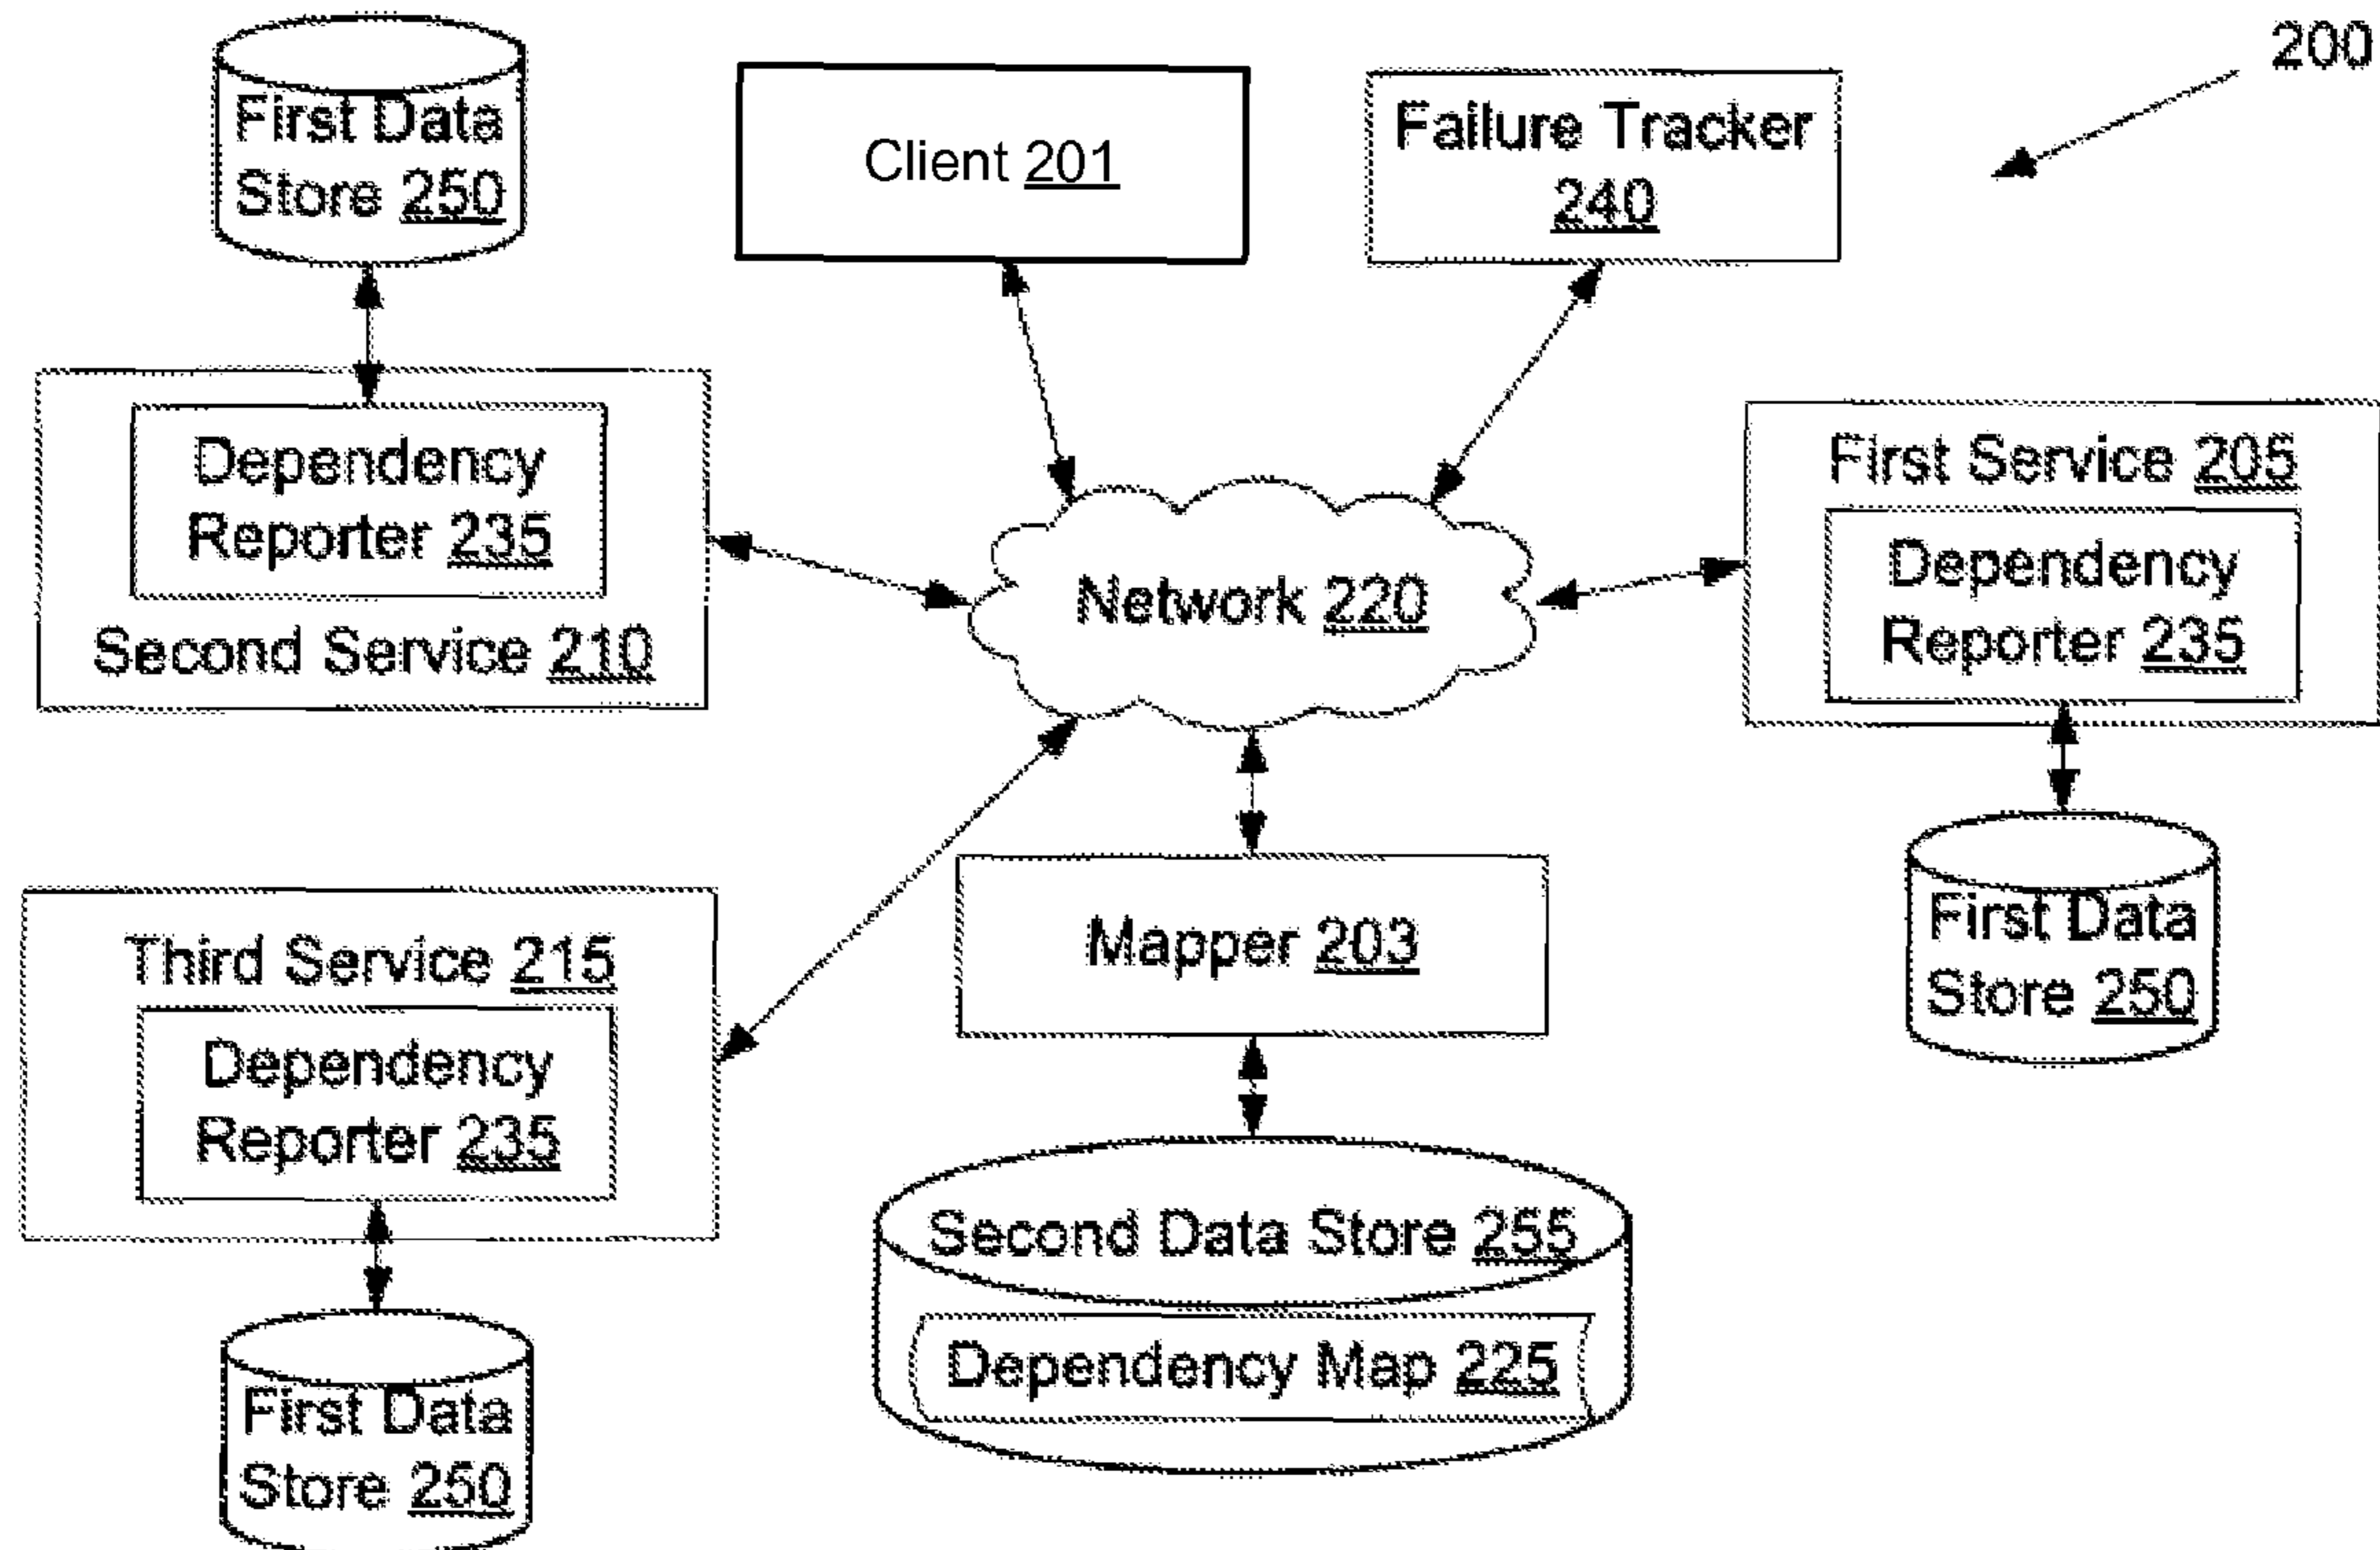 200
First Data
Store 250
Client 201
Failure Tracker
240
Dependency
Reporter 235
Second Service 210
Network 220
First Service 205
Dependency
Reporter 235
First Data
Store 250
Third Service 215
Dependency
Reporter 235
First Data
Store 250
Mapper 203
Second Data Store 255
Dependency Map 225